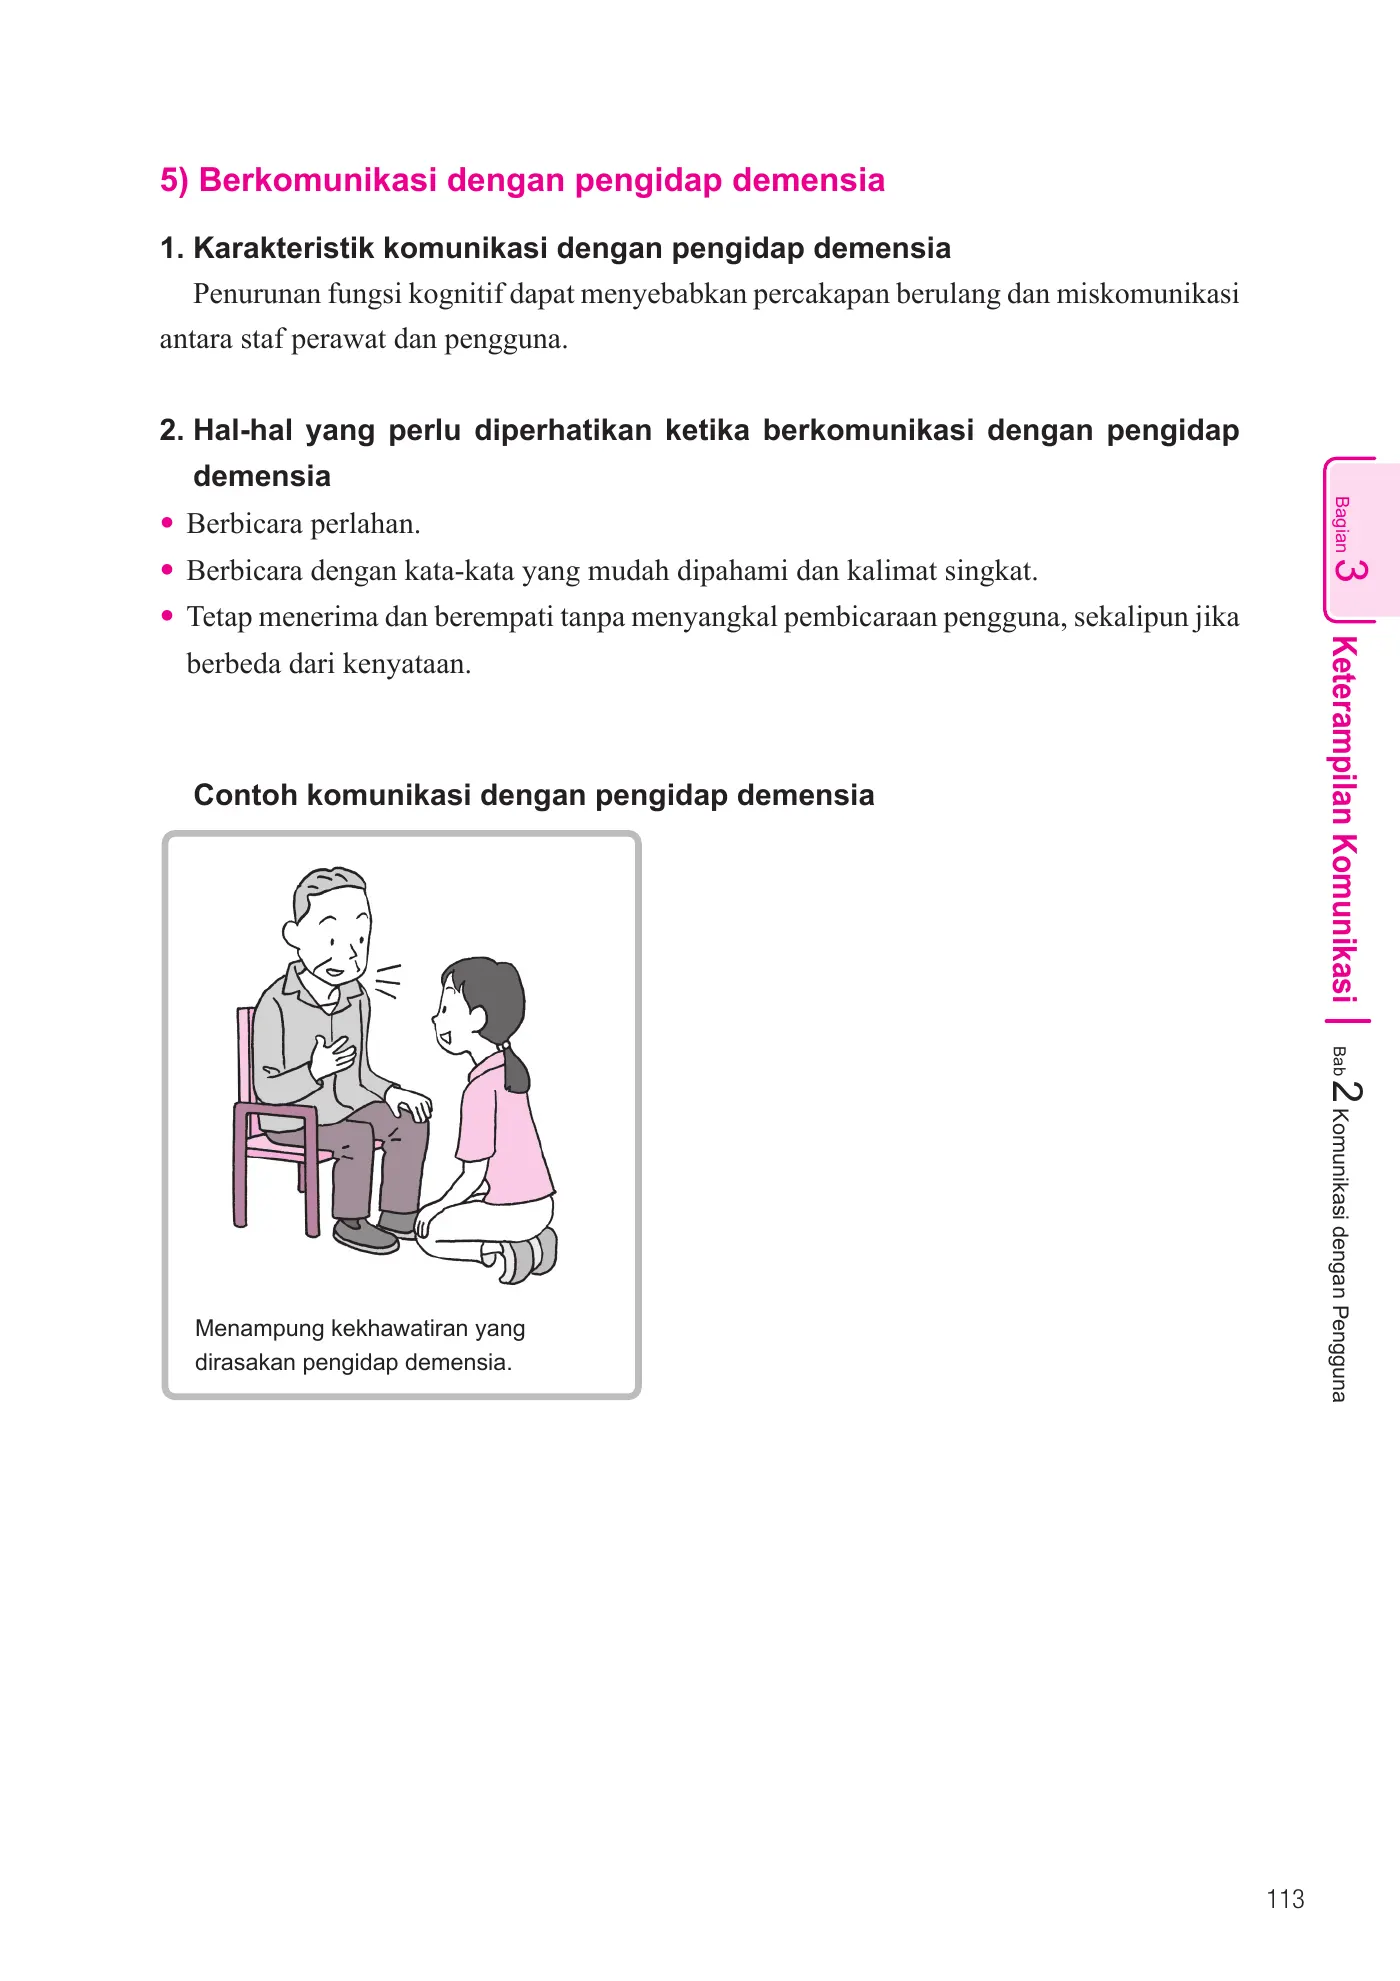 5) Berkomunikasi dengan pengidap demensia
1. Karakteristik komunikasi dengan pengidap demensia
Penurunan fungsi kognitif dapat menyebabkan percakapan berulang dan miskomunikasi
antara staf perawat dan pengguna.
2. Hal-hal yang perlu diperhatikan ketika berkomunikasi dengan pengidap
demensia
• Berbicara perlahan.
• Berbicara dengan kata-kata yang mudah dipahami dan kalimat singkat.
• Tetap menerima dan berempati tanpa menyangkal pembicaraan pengguna, sekalipun jika
berbeda dari kenyataan.
Contoh komunikasi dengan pengidap demensia
Menampung kekhawatiran yang
dirasakan pengidap demensia.
Bagian 3 Keterampilan Komunikasi Bab 2 Komunikasi dengan Pengguna
113